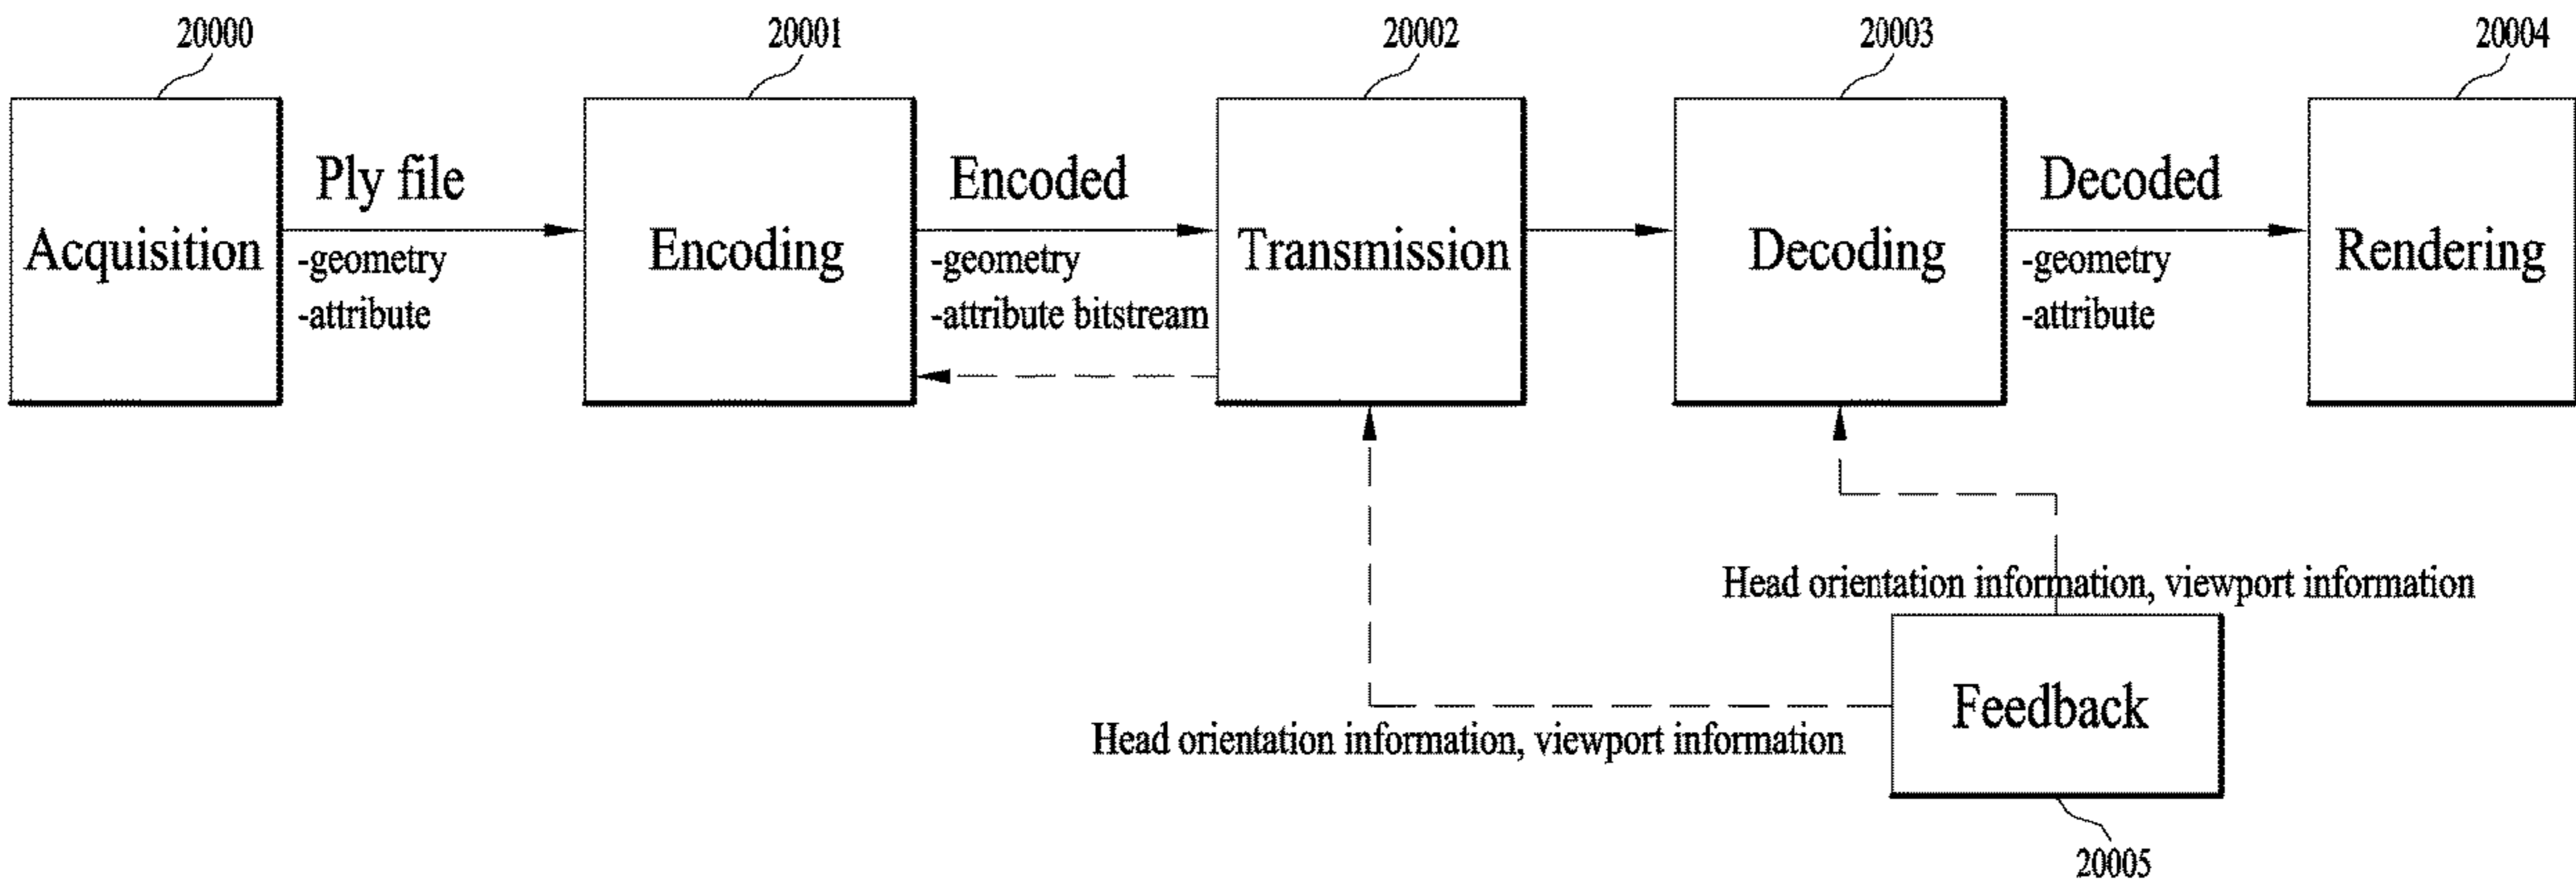 20000
20001
20002
20003
20004
Acquisition
Ply file
-geometry
-attribute
Encoding
Encoded
-geometry
-attribute bitstream
Transmission
Decoding
Decoded
-geometry
-attribute
Rendering
Head orientation information, viewport information
Head orientation information, viewport information
Feedback
20005